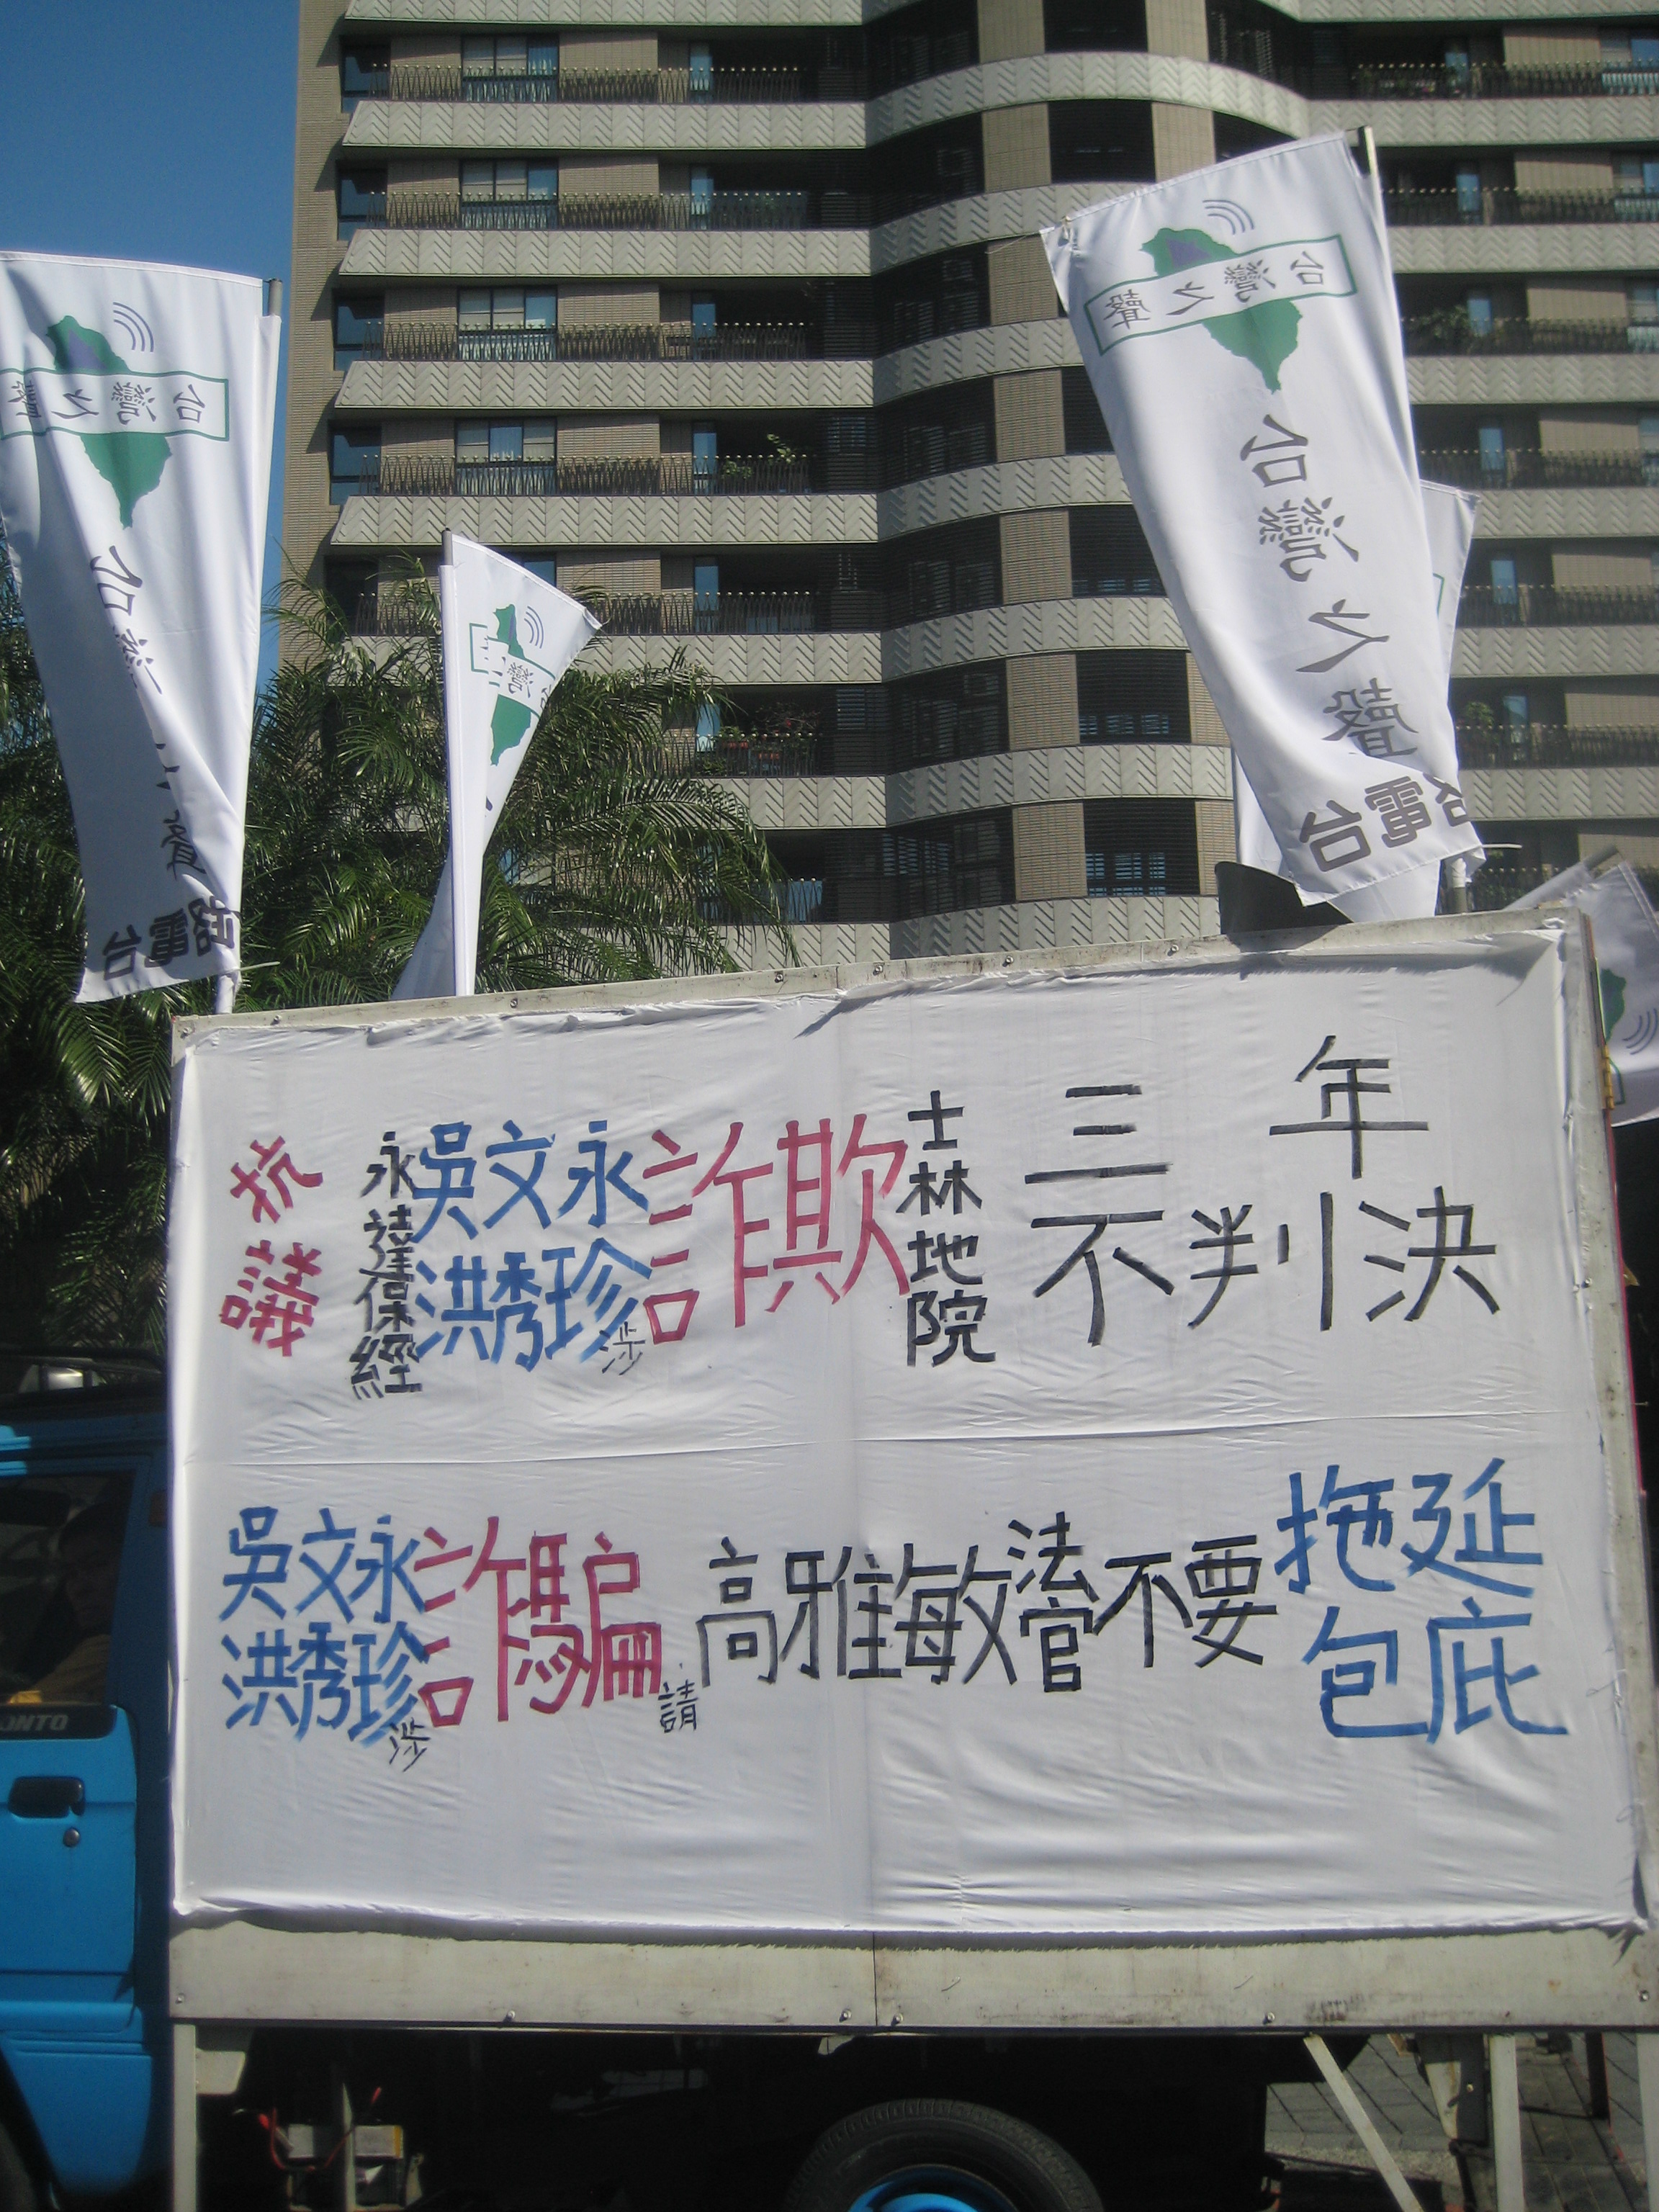 台灣之聲
台灣之聲
電台
台灣之聲
台
電台
灣
抗議
永達保經
吳文永
洪秀珍
涉
詐欺
士林地院
三年
不判決
吳文永
洪秀珍
涉
詐騙
請
高雅敏法官不要
拖延
包庇
ONTO